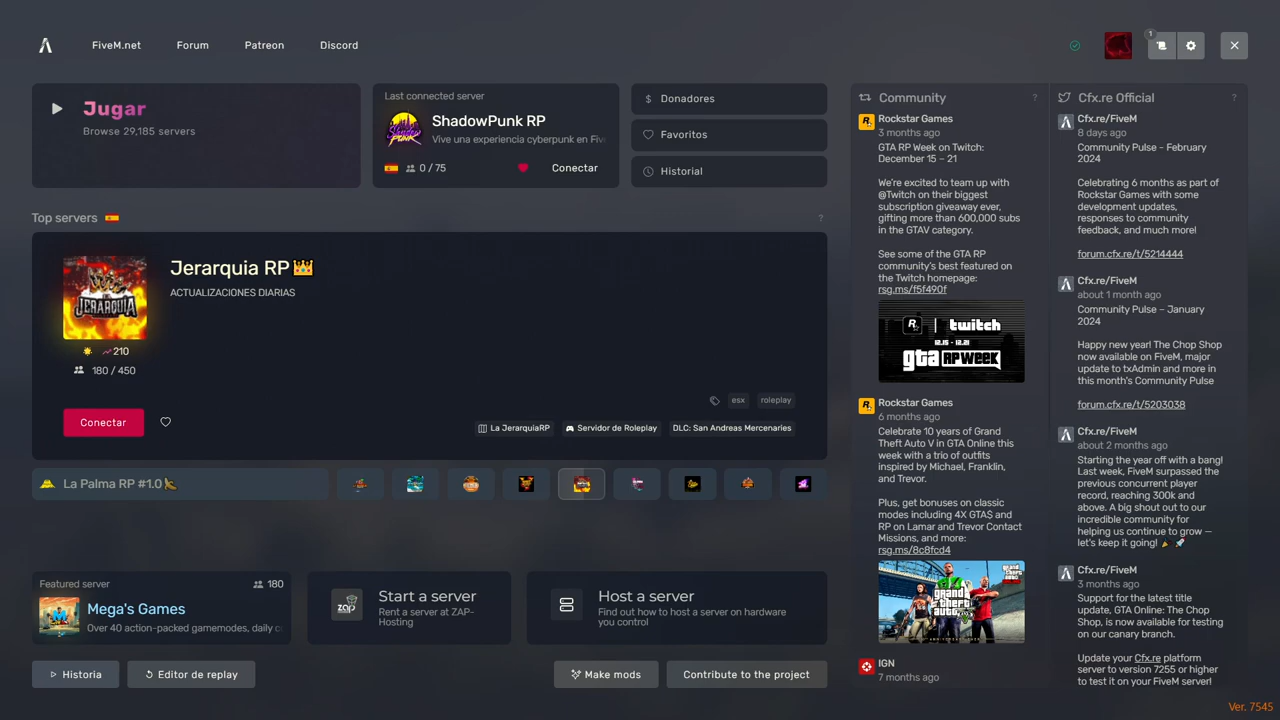 FiveM.net
Forum
Patreon
Discord
1
Jugar
Browse 29,185 servers
Last connected server
SHADOW PUNK
ShadowPunk RP
Vive una experiencia cyberpunk en Fiv
0 / 75
Conectar
$ Donadores
Favoritos
Historial
Top servers
?
JERARQUIA
Jerarquia RP
ACTUALIZACIONES DIARIAS
210
180 / 450
Conectar
esx
roleplay
La JerarquiaRP
Servidor de Roleplay
DLC: San Andreas Mercenaries
La Palma RP #1.0
Featured server
180
Mega's Games
Over 40 action-packed gamemodes, daily c
ZAP
Start a server
Rent a server at ZAP-
Hosting
Host a server
Find out how to host a server on hardware
you control
Historia
Editor de replay
Make mods
Contribute to the project
Community
?
Rockstar Games
3 months ago
GTA RP Week on Twitch:
December 15 – 21
We're excited to team up with
@Twitch on their biggest
subscription giveaway ever,
gifting more than 600,000 subs
in the GTAV category.
See some of the GTA RP
community's best featured on
the Twitch homepage:
rsg.ms/f5f490f
R | twitch
12.15 - 12.21
gta RP WEEK
Rockstar Games
6 months ago
Celebrate 10 years of Grand
Theft Auto V in GTA Online this
week with a trio of outfits
inspired by Michael, Franklin,
and Trevor.
Plus, get bonuses on classic
modes including 4X GTA$ and
RP on Lamar and Trevor Contact
Missions, and more:
rsg.ms/8c8fcd4
grand theft auto V
ANNIVERSARY
IGN
7 months ago
Cfx.re Official
?
Cfx.re/FiveM
8 days ago
Community Pulse - February
2024
Celebrating 6 months as part of
Rockstar Games with some
development updates,
responses to community
feedback, and much more!
forum.cfx.re/t/5214444
Cfx.re/FiveM
about 1 month ago
Community Pulse – January
2024
Happy new year! The Chop Shop
now available on FiveM, major
update to txAdmin and more in
this month's Community Pulse
forum.cfx.re/t/5203038
Cfx.re/FiveM
about 2 months ago
Starting the year off with a bang!
Last week, FiveM surpassed the
previous concurrent player
record, reaching 300k and
above. A big shout out to our
incredible community for
helping us continue to grow —
let's keep it going!
Cfx.re/FiveM
3 months ago
Support for the latest title
update, GTA Online: The Chop
Shop, is now available for testing
on our canary branch.
Update your Cfx.re platform
server to version 7255 or higher
to test it on your FiveM server!
Ver. 7545